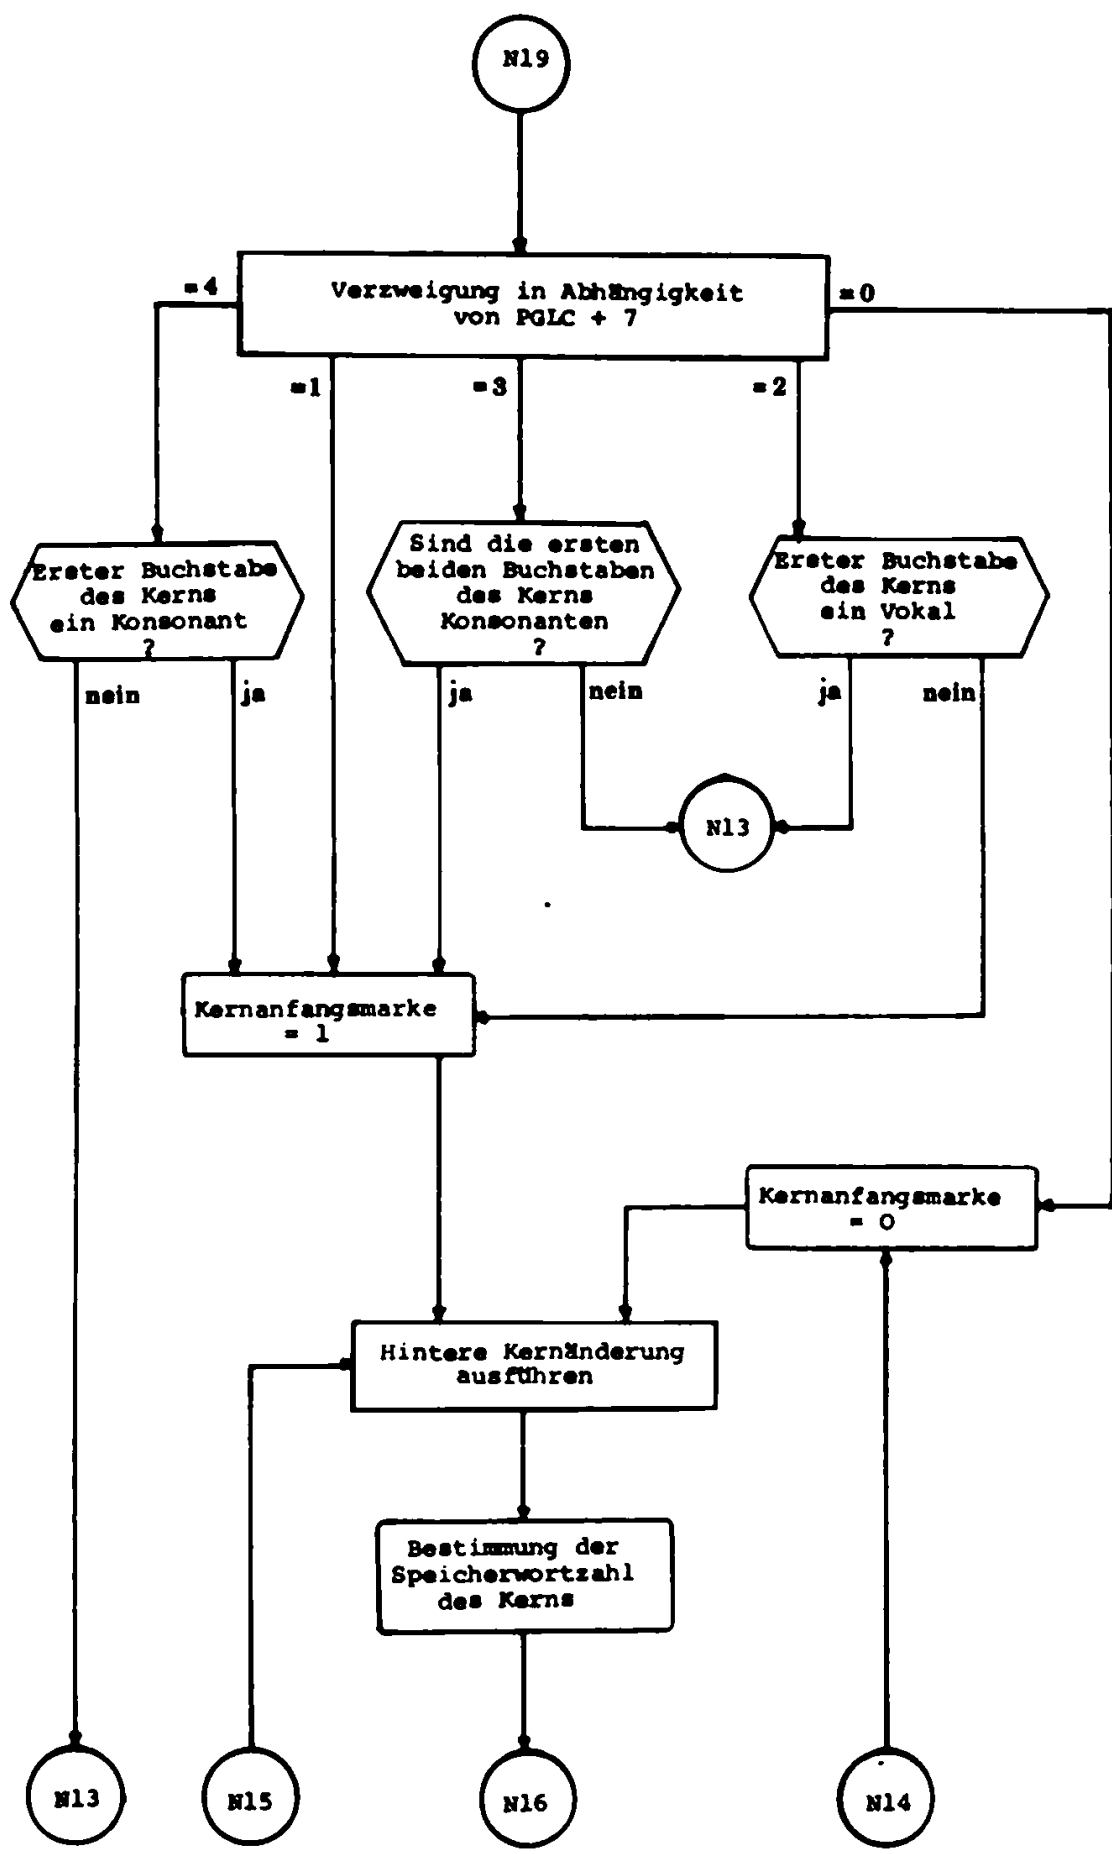 N19
Verzweigung in Abhängigkeit
von PGLC + 7
=4
=0
=1
=3
=2
Erster Buchstabe
des Kerns
ein Konsonant
?
Sind die ersten
beiden Buchstaben
des Kerns
Konsonanten
?
Erster Buchstabe
des Kerns
ein Vokal
?
nein
ja
ja
nein
ja
nein
N13
Kernanfangsmarke
= 1
Kernanfangsmarke
= O
Hintere Kernänderung
ausführen
Bestimmung der
Speicherwortzahl
des Kerns
N13
N15
N16
N14